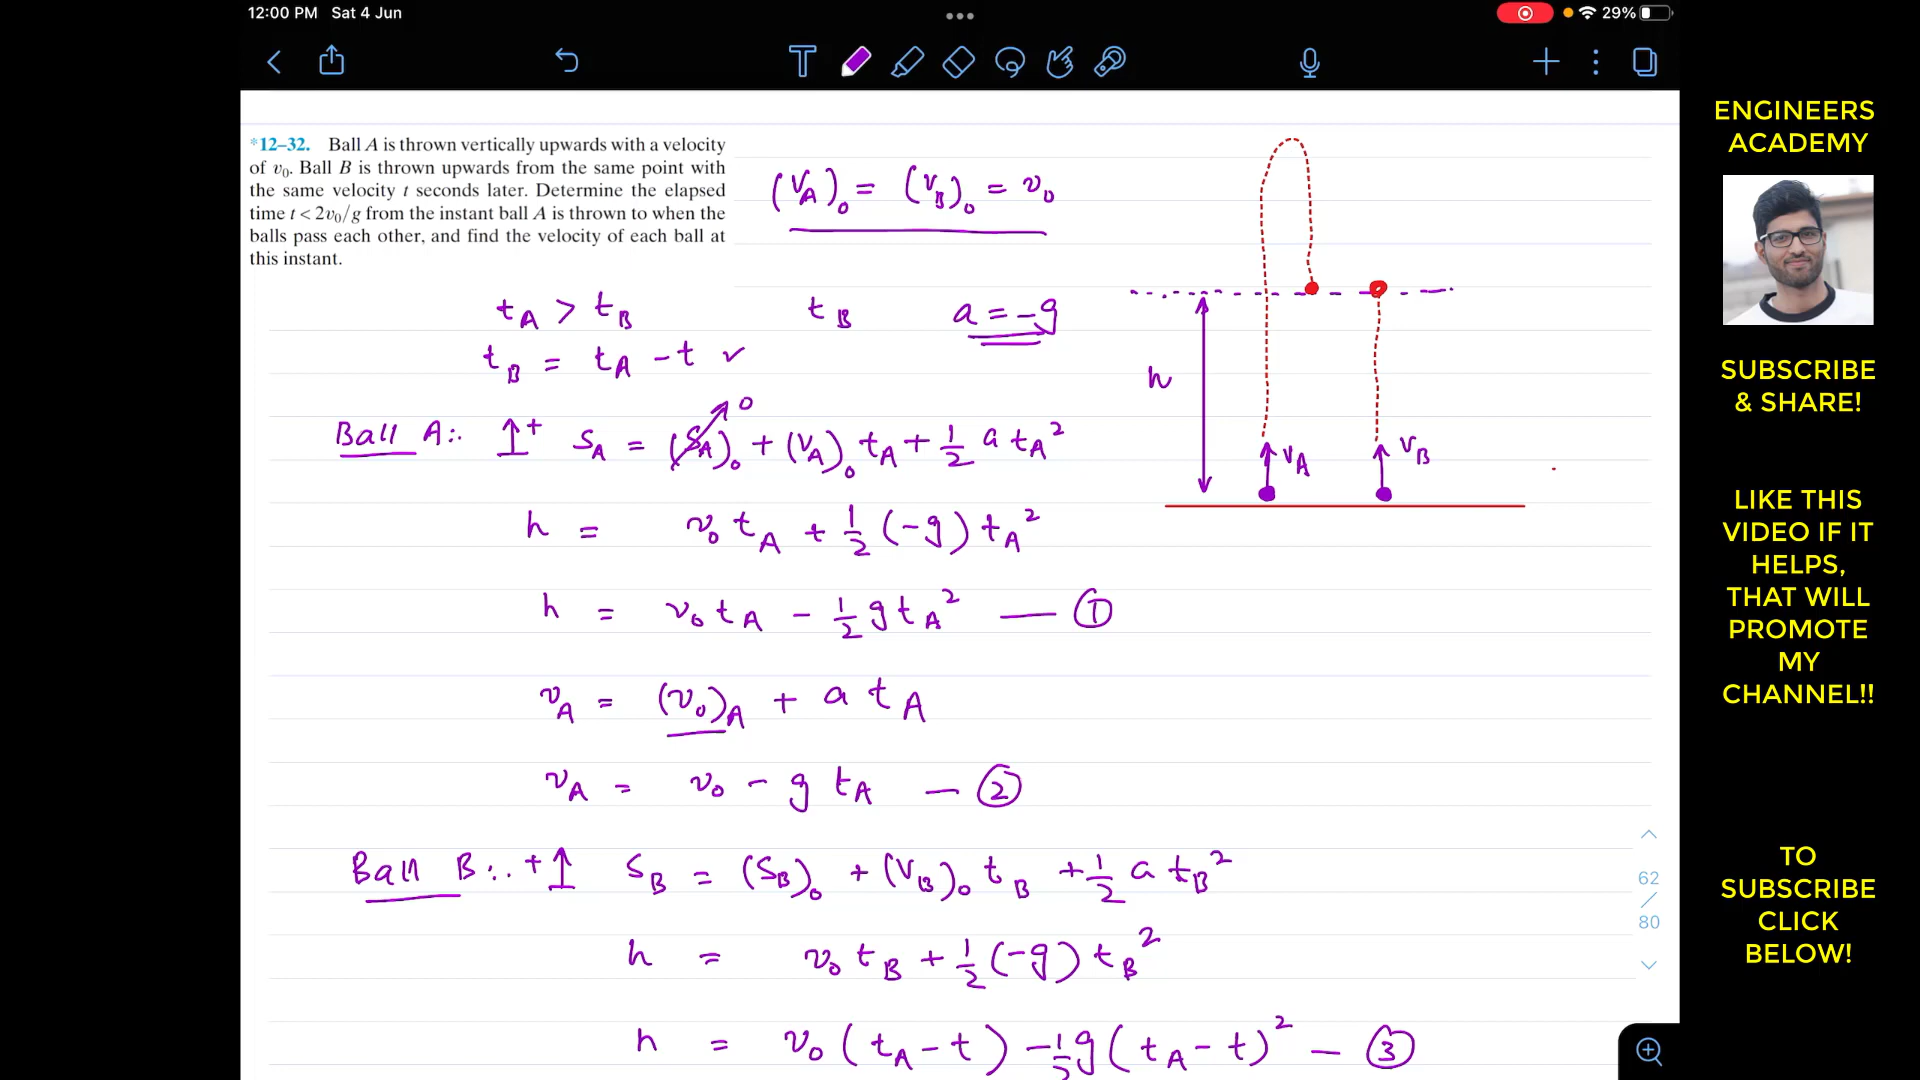 12:00 PM Sat 4 Jun
29%
*12–32. Ball A is thrown vertically upwards with a velocity
of v₀. Ball B is thrown upwards from the same point with
the same velocity t seconds later. Determine the elapsed
time t < 2v₀/g from the instant ball A is thrown to when the
balls pass each other, and find the velocity of each ball at
this instant.
(V_A)₀ = (V_B)₀ = v₀
t_A > t_B
t_B
a = -g
t_B = t_A - t ✓
h
V_A
V_B
Ball A:. ↑+ S_A = (S_A)₀ + (V_A)₀ t_A + 1/2 a t_A²
0
h = v₀ t_A + 1/2 (-g) t_A²
h = v₀ t_A - 1/2 g t_A² — ①
v_A = (v₀)_A + a t_A
v_A = v₀ - g t_A — ②
Ball B:. +↑ S_B = (S_B)₀ + (V_B)₀ t_B + 1/2 a t_B²
h = v₀ t_B + 1/2 (-g) t_B²
h = v₀ (t_A - t) - 1/2 g (t_A - t)² — ③
62
/
80
ENGINEERS
ACADEMY
SUBSCRIBE
& SHARE!
LIKE THIS
VIDEO IF IT
HELPS,
THAT WILL
PROMOTE
MY
CHANNEL!!
TO
SUBSCRIBE
CLICK
BELOW!